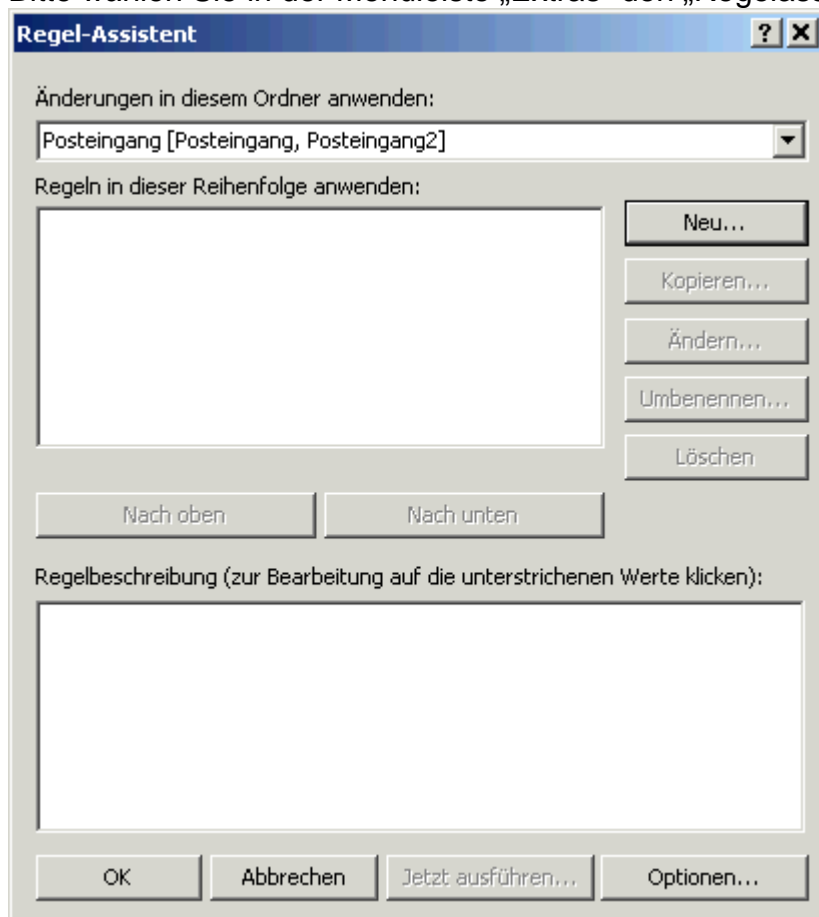 Regel-Assistent
Änderungen in diesem Ordner anwenden:
Posteingang [Posteingang, Posteingang2]
Regeln in dieser Reihenfolge anwenden:
Neu...
Kopieren...
Ändern...
Umbenennen...
Löschen
Nach oben Nach unten
Regelbeschreibung (zur Bearbeitung auf die unterstrichenen Werte klicken):
OK Abbrechen Jetzt ausführen... Optionen...